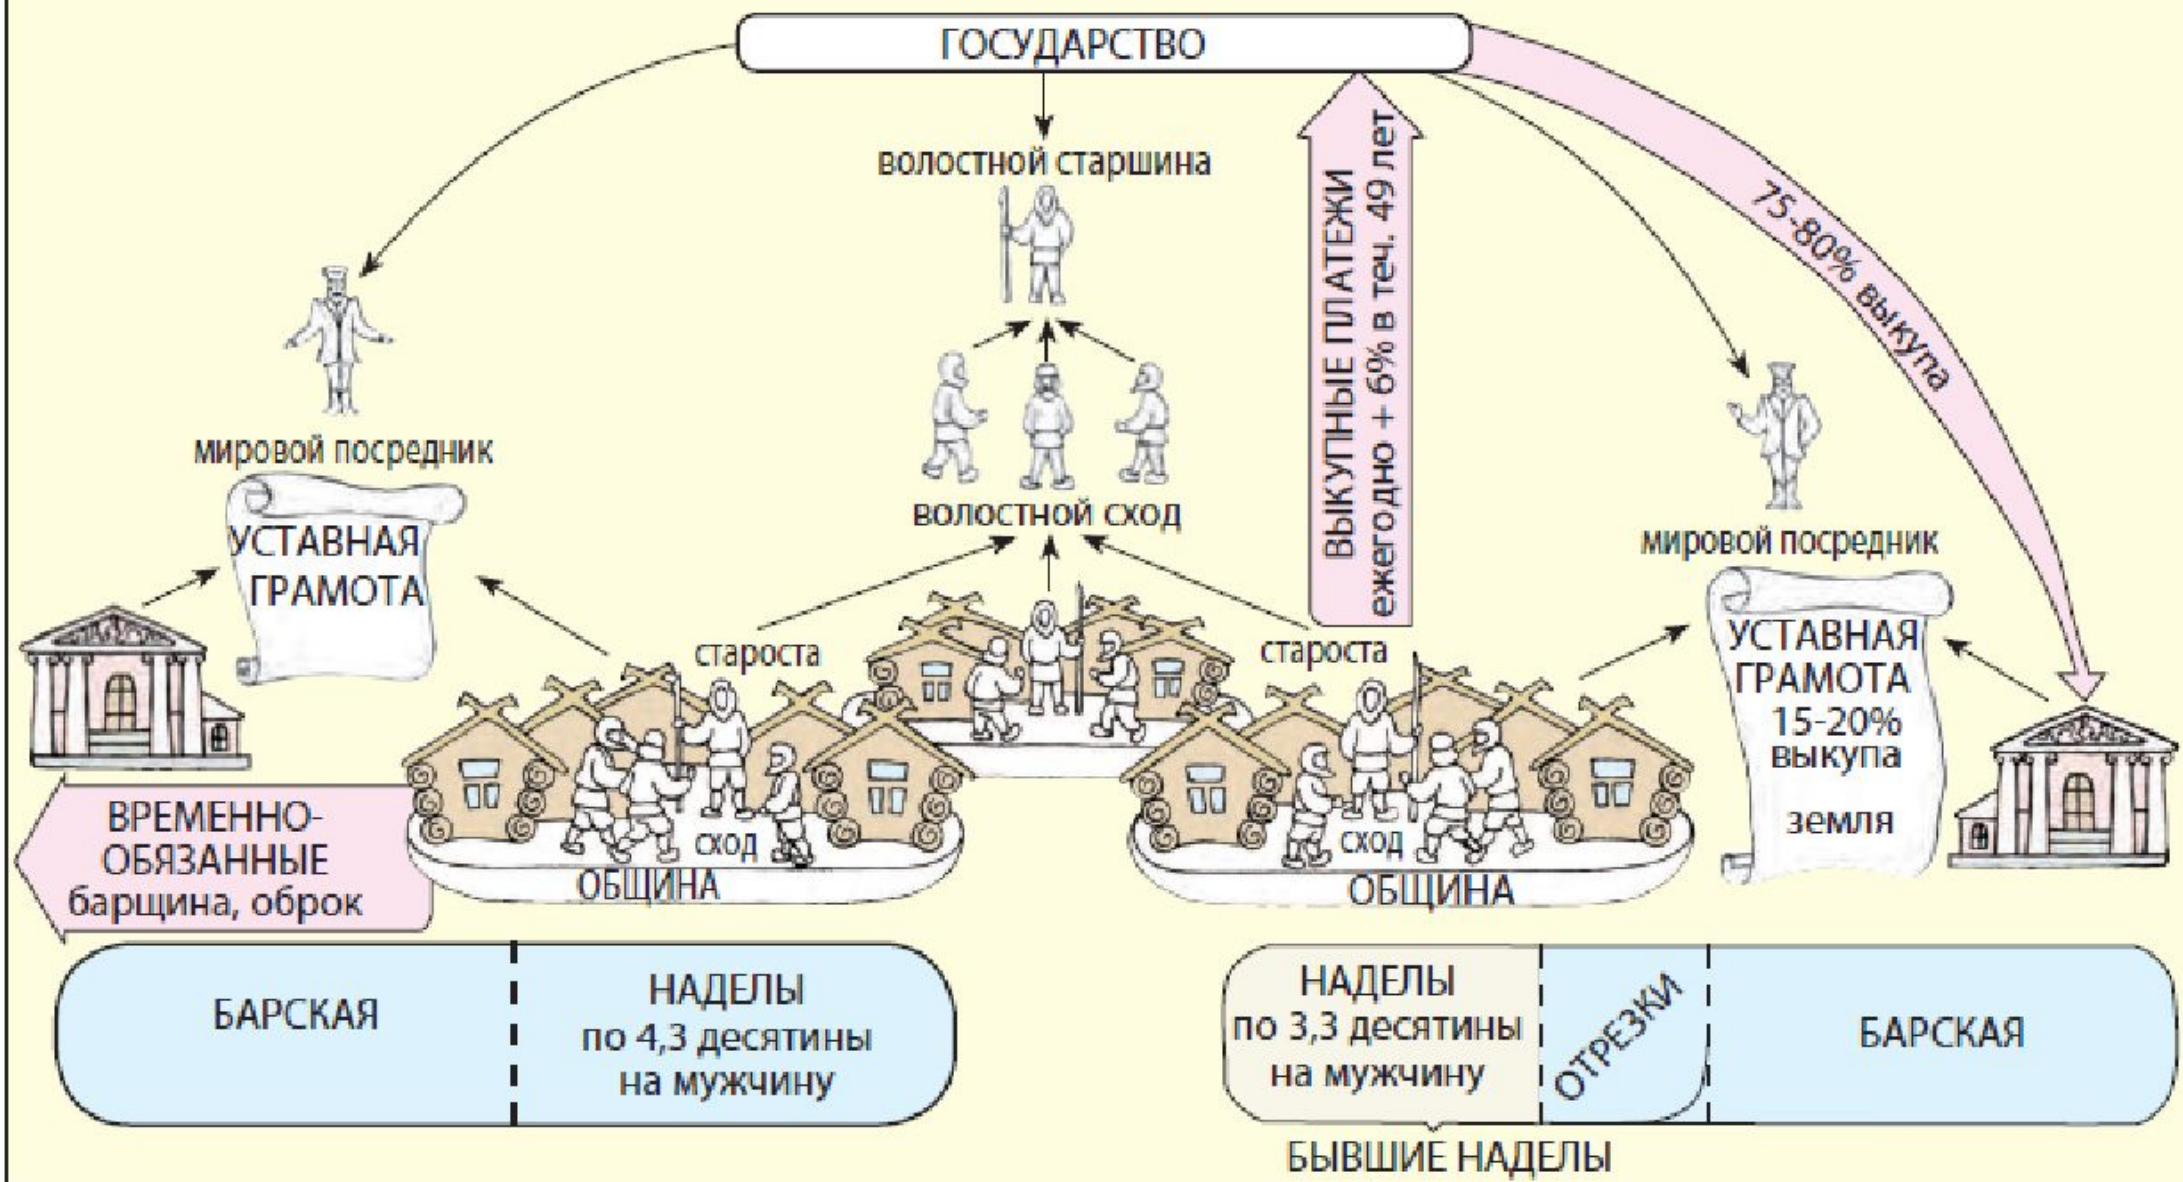 ГОСУДАРСТВО
волостной старшина
ВЫКУПНЫЕ ПЛАТЕЖИ
ежегодно + 6% в теч. 49 лет
75-80% выкупа
мировой посредник
УСТАВНАЯ
ГРАМОТА
волостной сход
мировой посредник
УСТАВНАЯ
ГРАМОТА
15-20%
выкупа
земля
староста
староста
сход
ОБЩИНА
сход
ОБЩИНА
ВРЕМЕННО-
ОБЯЗАННЫЕ
барщина, оброк
БАРСКАЯ
НАДЕЛЫ
по 4,3 десятины
на мужчину
НАДЕЛЫ
по 3,3 десятины
на мужчину
ОТРЕЗКИ
БАРСКАЯ
БЫВШИЕ НАДЕЛЫ